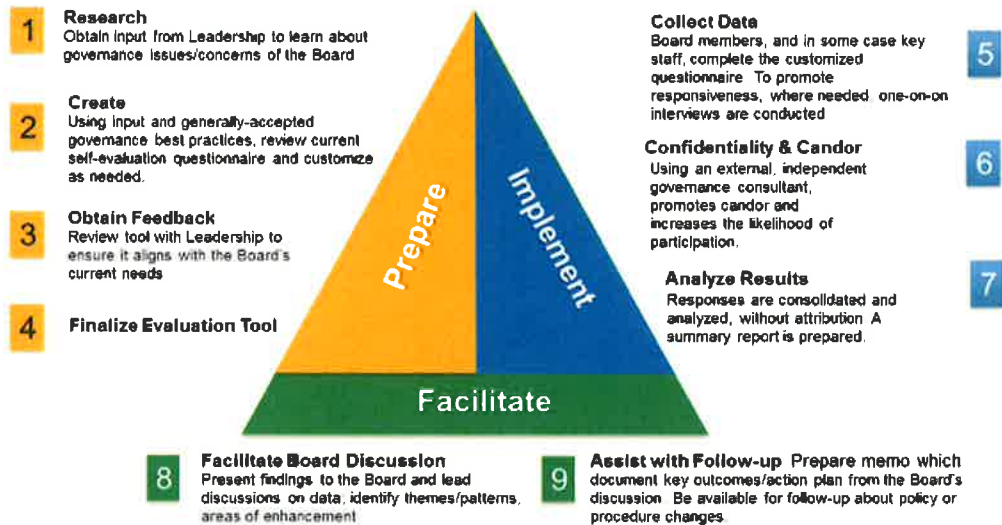 1
Research
Obtain input from Leadership to learn about
governance issues/concerns of the Board
2
Create
Using input and generally-accepted
governance best practices, review current
self-evaluation questionnaire and customize
as needed.
3
Obtain Feedback
Review tool with Leadership to
ensure it aligns with the Board's
current needs
4
Finalize Evaluation Tool
Prepare
Implement
Facilitate
Collect Data
Board members, and in some case key
staff, complete the customized
questionnaire To promote
responsiveness, where needed, one-on-on
interviews are conducted
5
Confidentiality & Candor
Using an external, independent
governance consultant,
promotes candor and
increases the likelihood of
participation.
6
Analyze Results
Responses are consolidated and
analyzed, without attribution A
summary report is prepared.
7
8
Facilitate Board Discussion
Present findings to the Board and lead
discussions on data; identify themes/patterns,
areas of enhancement
9
Assist with Follow-up Prepare memo which
document key outcomes/action plan from the Board's
discussion Be available for follow-up about policy or
procedure changes